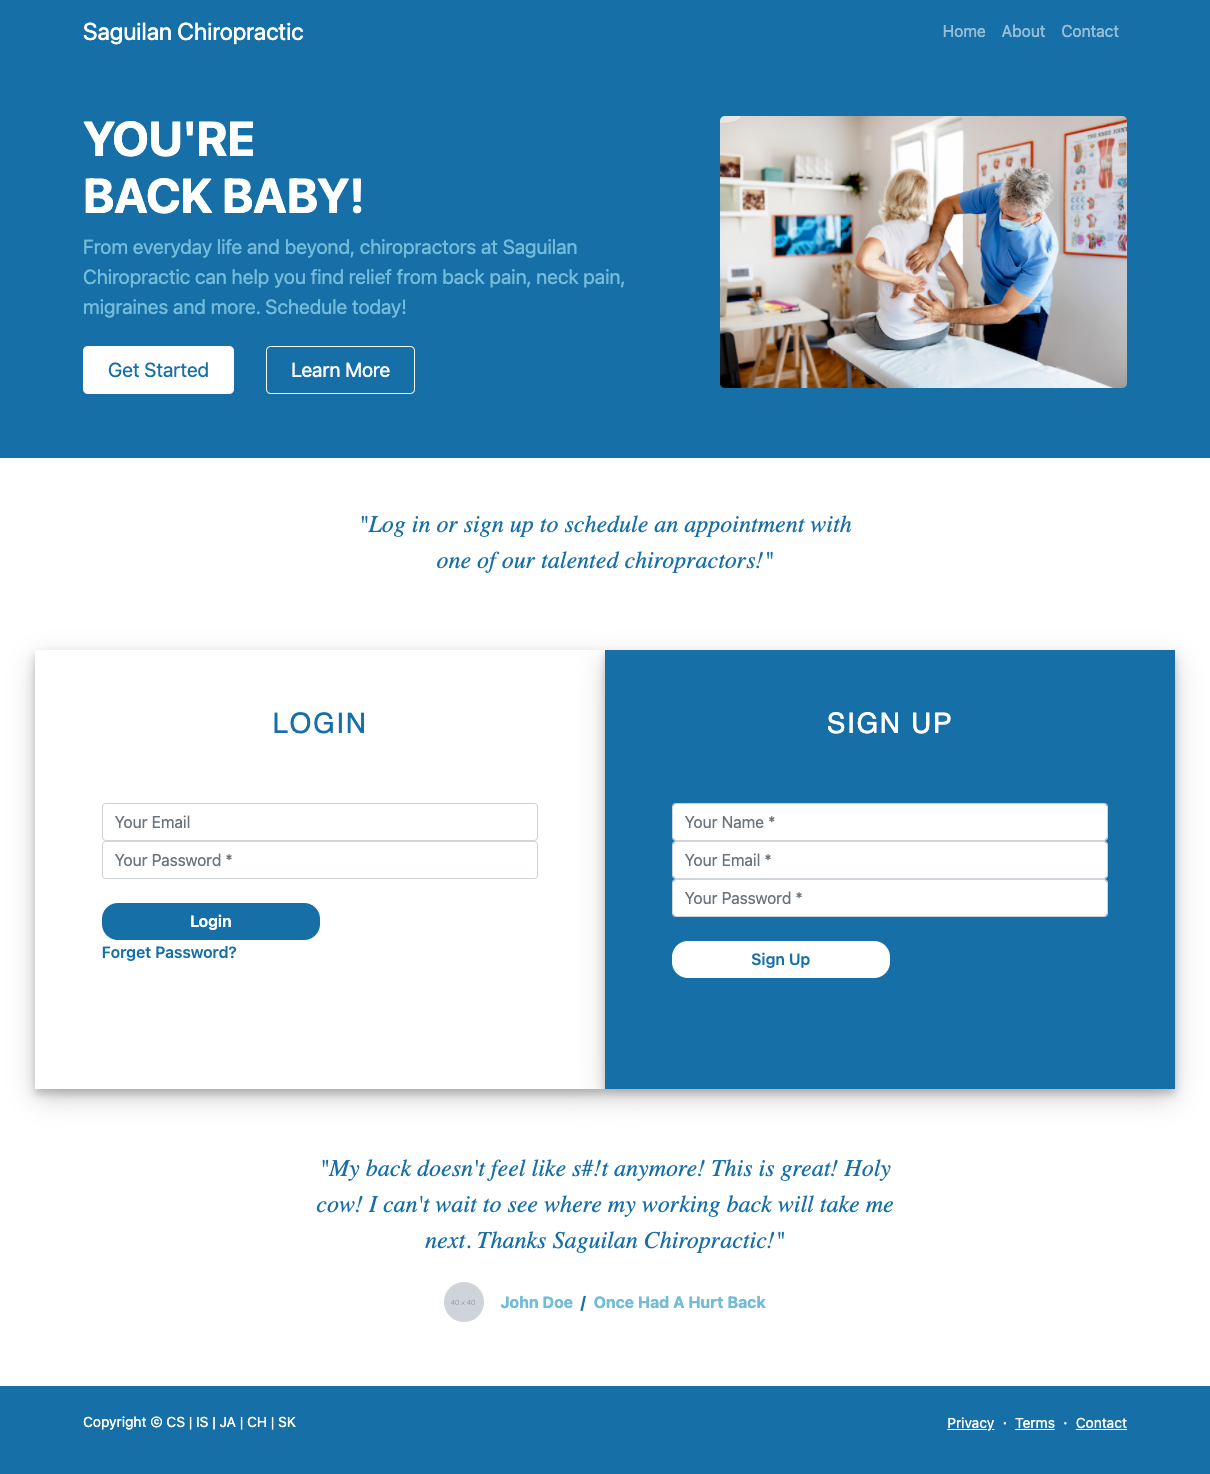 Saguilan Chiropractic
Home About Contact
YOU'RE
BACK BABY!
From everyday life and beyond, chiropractors at Saguilan
Chiropractic can help you find relief from back pain, neck pain,
migraines and more. Schedule today!
Get Started Learn More
THE KNEE JOINT
"Log in or sign up to schedule an appointment with
one of our talented chiropractors!"
LOGIN
Your Email
Your Password *
Login
Forget Password?
SIGN UP
Your Name *
Your Email *
Your Password *
Sign Up
"My back doesn't feel like s#!t anymore! This is great! Holy
cow! I can't wait to see where my working back will take me
next. Thanks Saguilan Chiropractic!"
40 x 40
John Doe / Once Had A Hurt Back
Copyright © CS | IS | JA | CH | SK
Privacy · Terms · Contact